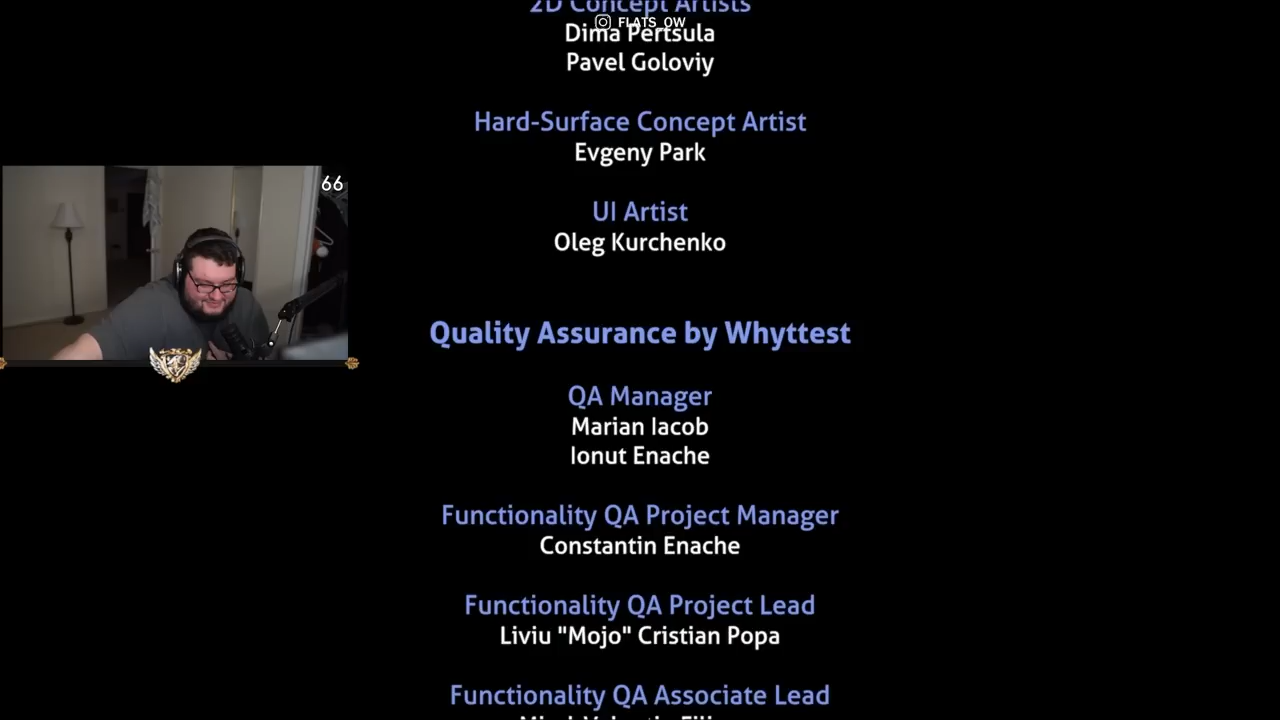 2D Concept Artists
FLATS_OW
Dima Pertsula
Pavel Goloviy
Hard-Surface Concept Artist
Evgeny Park
66
UI Artist
Oleg Kurchenko
Quality Assurance by Whyttest
QA Manager
Marian Iacob
Ionut Enache
Functionality QA Project Manager
Constantin Enache
Functionality QA Project Lead
Liviu "Mojo" Cristian Popa
Functionality QA Associate Lead